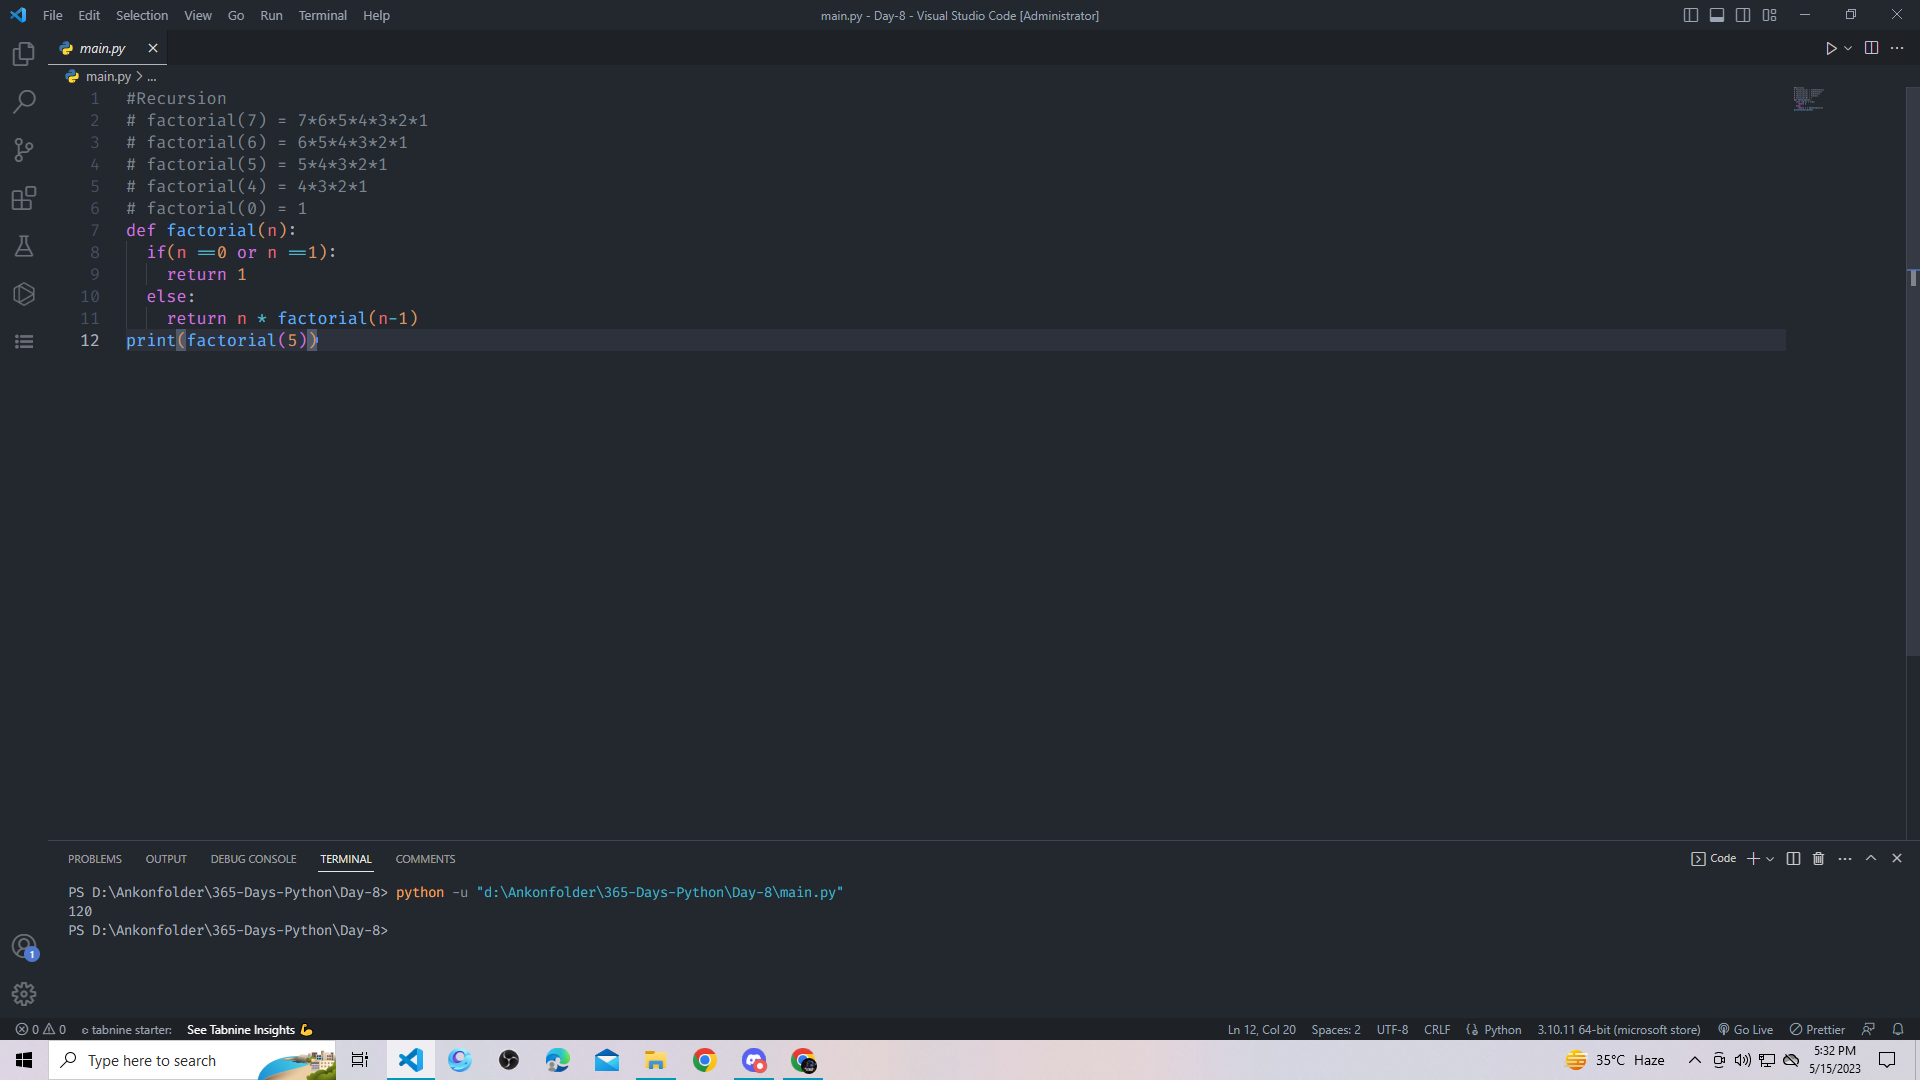 File Edit Selection View Go Run Terminal Help
main.py - Day-8 - Visual Studio Code [Administrator]
main.py
main.py > ...
1 #Recursion
2 # factorial(7) = 7*6*5*4*3*2*1
3 # factorial(6) = 6*5*4*3*2*1
4 # factorial(5) = 5*4*3*2*1
5 # factorial(4) = 4*3*2*1
6 # factorial(0) = 1
7 def factorial(n):
8 if(n ==0 or n ==1):
9 return 1
10 else:
11 return n * factorial(n-1)
12 print(factorial(5))
PROBLEMS OUTPUT DEBUG CONSOLE TERMINAL COMMENTS
Code
PS D:\Ankonfolder\365-Days-Python\Day-8> python -u "d:\Ankonfolder\365-Days-Python\Day-8\main.py"
120
PS D:\Ankonfolder\365-Days-Python\Day-8>
1
0 0 tabnine starter: See Tabnine Insights 💪 Ln 12, Col 20 Spaces: 2 UTF-8 CRLF Python 3.10.11 64-bit (microsoft store) Go Live Prettier
Type here to search
35°C Haze
5:32 PM
5/15/2023